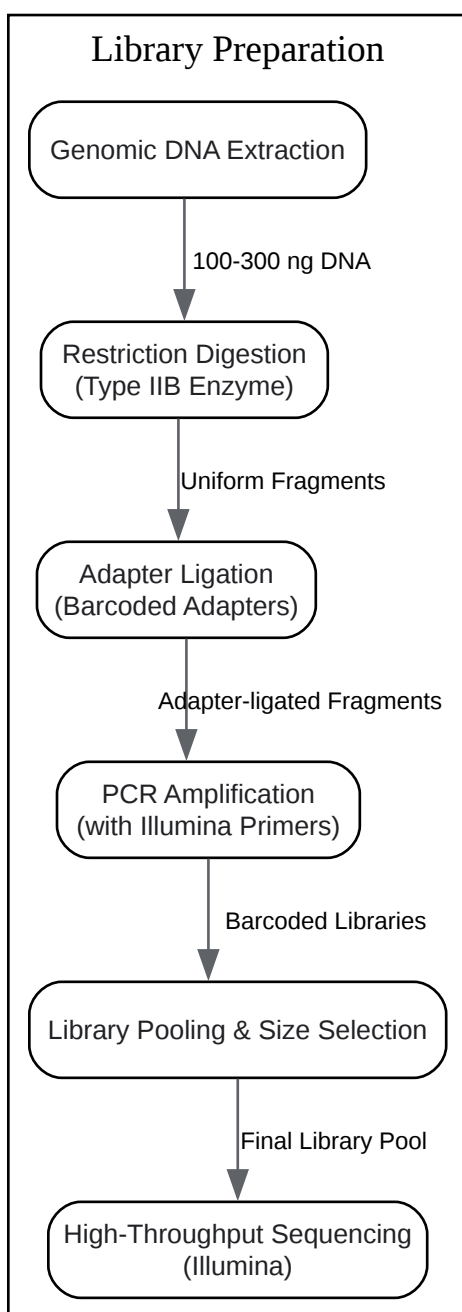 Library Preparation
Genomic DNA Extraction
100-300 ng DNA
Restriction Digestion
(Type IIB Enzyme)
Uniform Fragments
Adapter Ligation
(Barcoded Adapters)
Adapter-ligated Fragments
PCR Amplification
(with Illumina Primers)
Barcoded Libraries
Library Pooling & Size Selection
Final Library Pool
High-Throughput Sequencing
(Illumina)